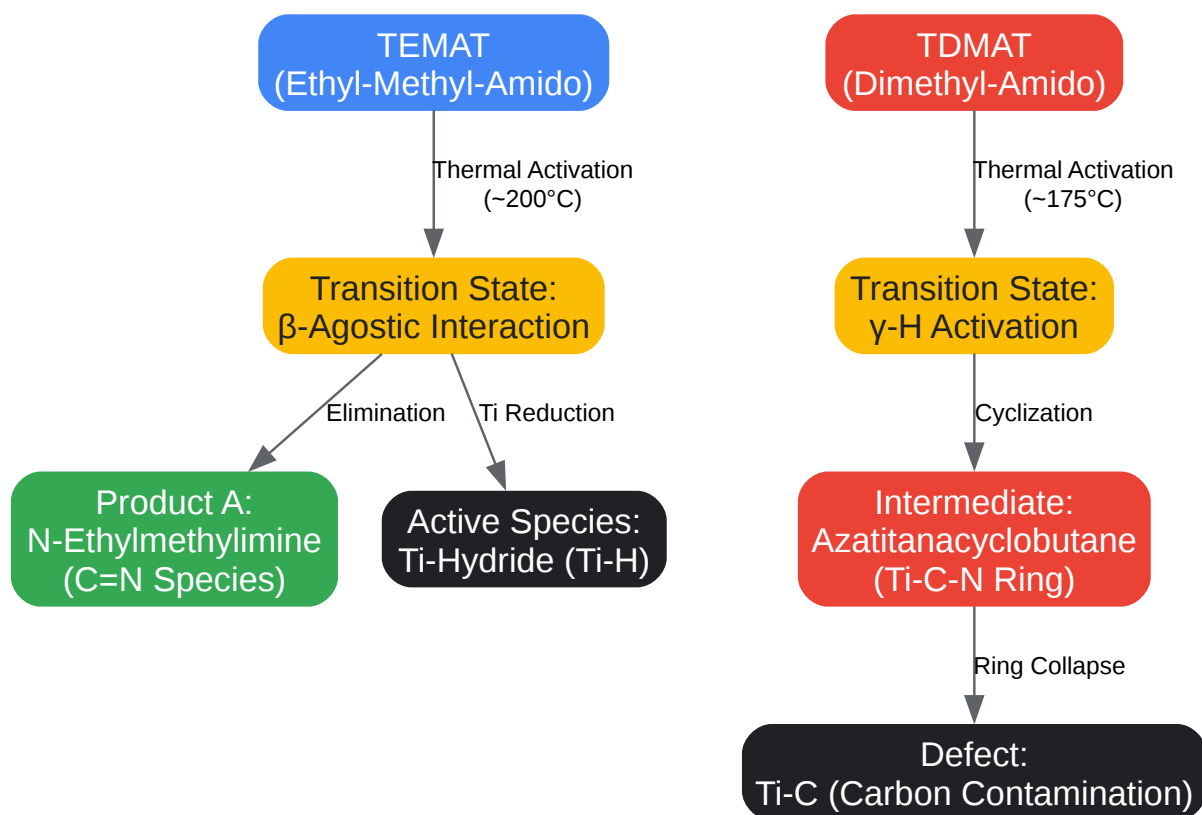 TEMAT
(Ethyl-Methyl-Amido)
TDMAT
(Dimethyl-Amido)
Thermal Activation
(~200°C)
Thermal Activation
(~175°C)
Transition State:
β-Agostic Interaction
Transition State:
γ-H Activation
Elimination
Ti Reduction
Cyclization
Product A:
N-Ethylmethylimine
(C=N Species)
Active Species:
Ti-Hydride (Ti-H)
Intermediate:
Azatitanacyclobutane
(Ti-C-N Ring)
Ring Collapse
Defect:
Ti-C (Carbon Contamination)